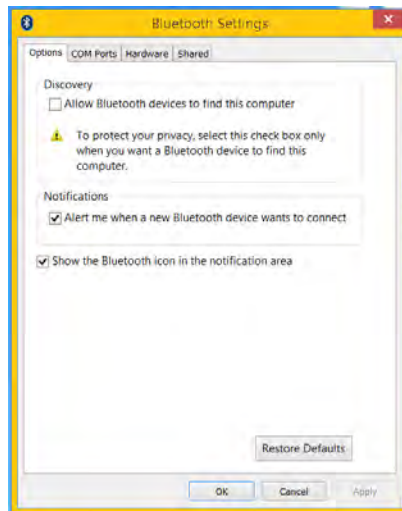 Bluetooth Settings
Options COM Ports Hardware Shared
Discovery
Allow Bluetooth devices to find this computer
To protect your privacy, select this check box only
when you want a Bluetooth device to find this
computer.
Notifications
Alert me when a new Bluetooth device wants to connect
Show the Bluetooth icon in the notification area
Restore Defaults
OK Cancel Apply